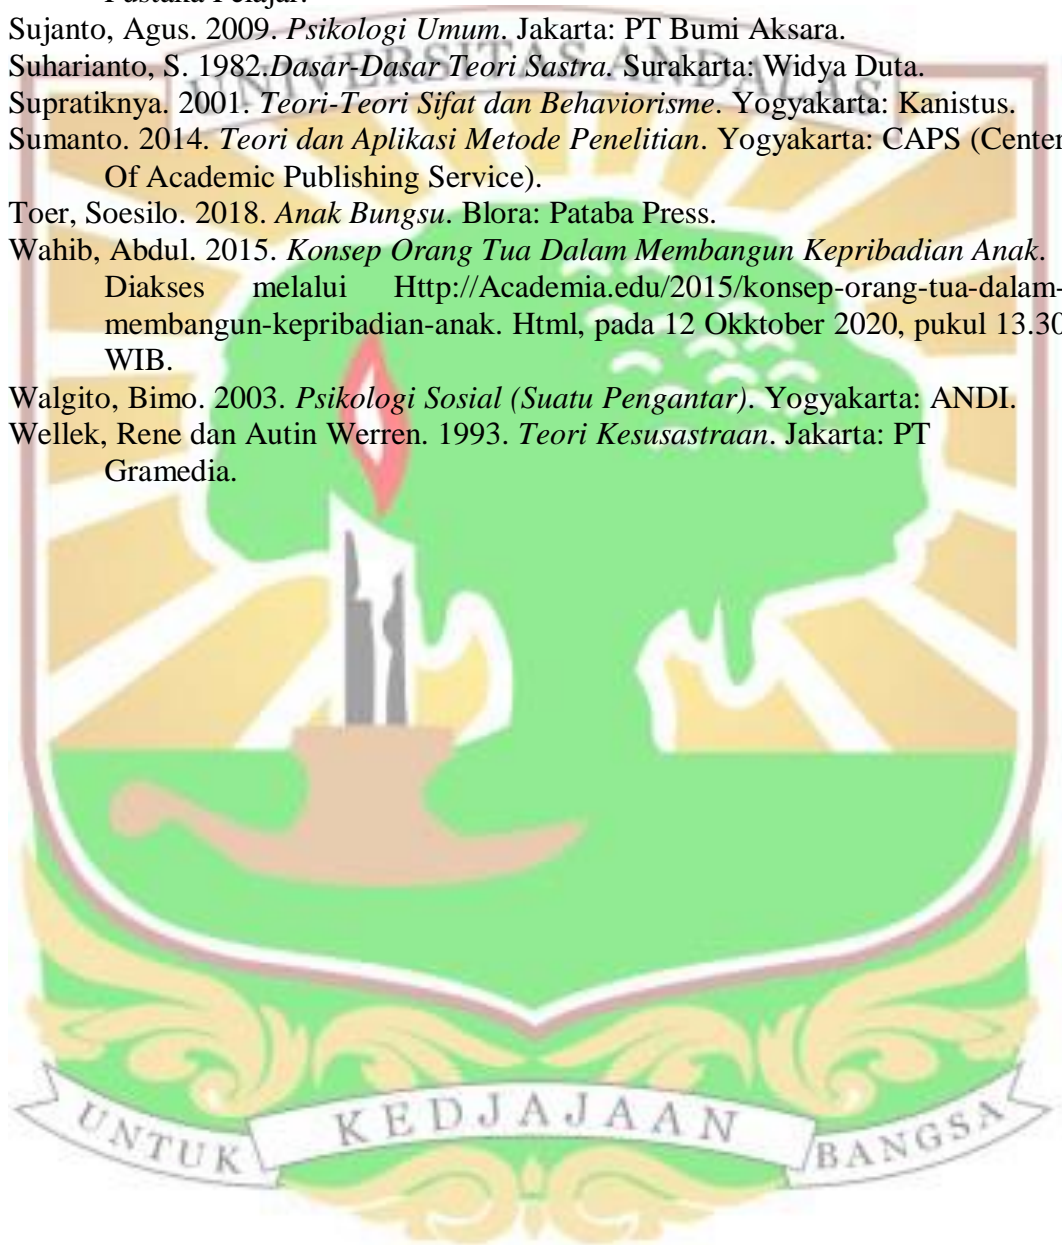 Pustaka Pelajar.
Sujanto, Agus. 2009. Psikologi Umum. Jakarta: PT Bumi Aksara.
Suharianto, S. 1982.Dasar-Dasar Teori Sastra. Surakarta: Widya Duta.
Supratiknya. 2001. Teori-Teori Sifat dan Behaviorisme. Yogyakarta: Kanistus.
Sumanto. 2014. Teori dan Aplikasi Metode Penelitian. Yogyakarta: CAPS (Center
Of Academic Publishing Service).
Toer, Soesilo. 2018. Anak Bungsu. Blora: Pataba Press.
Wahib, Abdul. 2015. Konsep Orang Tua Dalam Membangun Kepribadian Anak.
Diakses melalui Http://Academia.edu/2015/konsep-orang-tua-dalam-
membangun-kepribadian-anak. Html, pada 12 Okktober 2020, pukul 13.30
WIB.
Walgito, Bimo. 2003. Psikologi Sosial (Suatu Pengantar). Yogyakarta: ANDI.
Wellek, Rene dan Autin Werren. 1993. Teori Kesusastraan. Jakarta: PT
Gramedia.
UNIVERSITAS ANDALAS
UNTUK KEDJAJAAN BANGSA